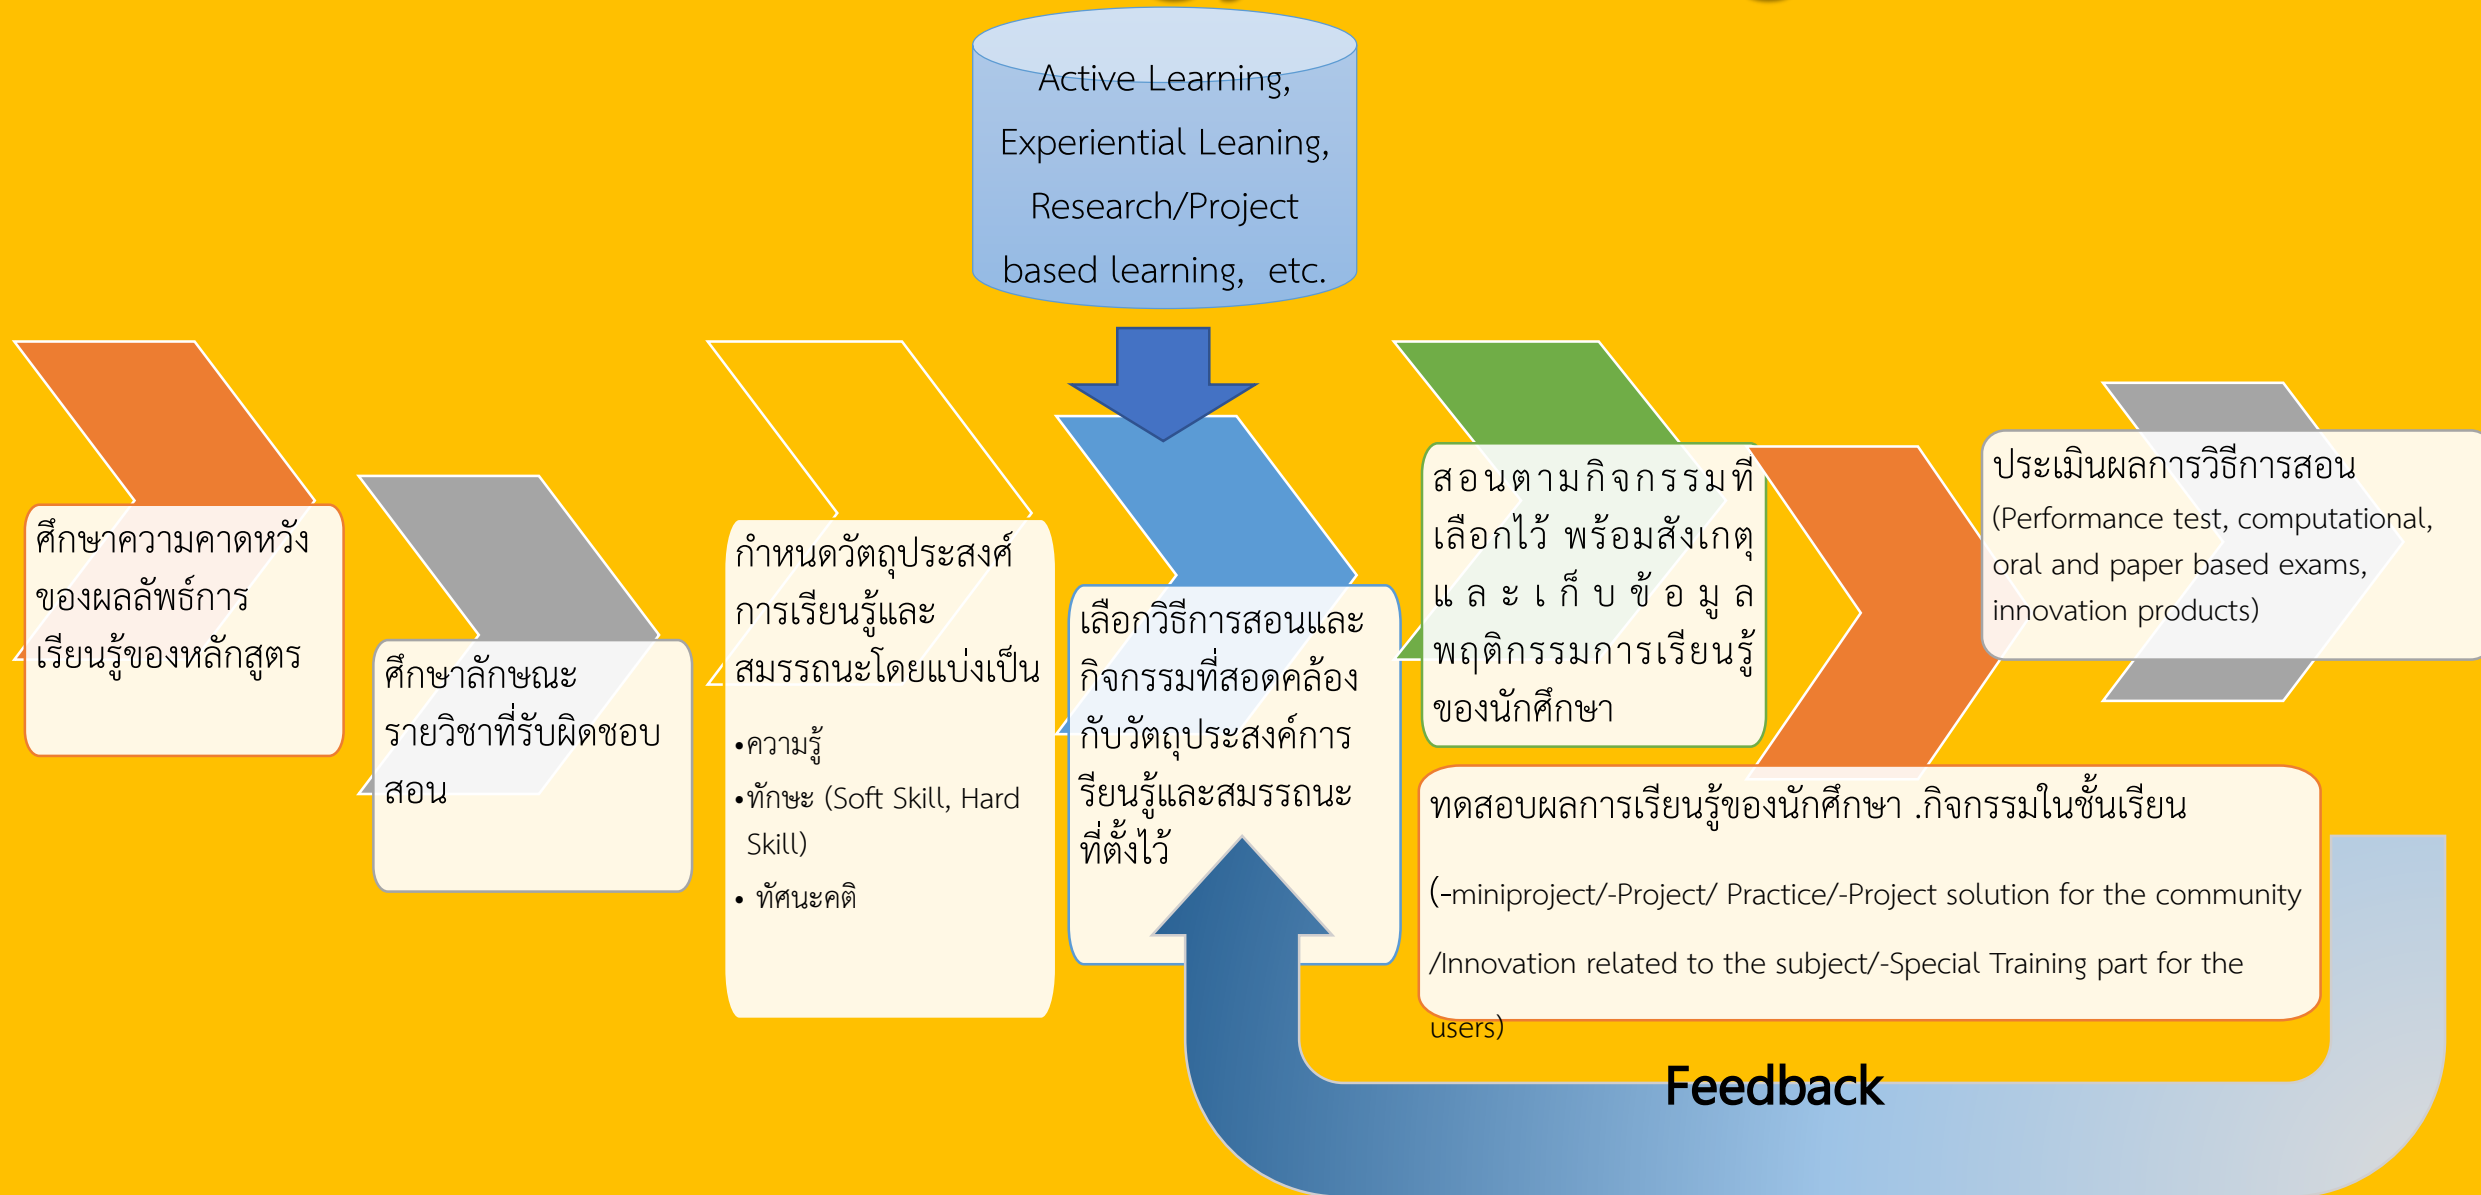 Active Learning,
Experiential Leaning,
Research/Project
based learning, etc.
ศึกษาความคาดหวัง
ของผลลัพธ์การ
เรียนรู้ของหลักสูตร
ศึกษาลักษณะ
รายวิชาที่รับผิดชอบ
สอน
กำหนดวัตถุประสงศ์
การเรียนรู้และ
สมรรถนะโดยแบ่งเป็น
•ความรู้
•ทักษะ (Soft Skill, Hard
Skill)
• ทัศนะคติ
เลือกวิธีการสอนและ
กิจกรรมที่สอดคล้อง
กับวัตถุประสงค์การ
รียนรู้และสมรรถนะ
ที่ตั้งไว้
สอนตามกิจกรรมที่
เลือกไว้ พร้อมสังเกตุ
และเก็บข้อมูล
พฤติกรรมการเรียนรู้
ของนักศึกษา
ทดสอบผลการเรียนรู้ของนักศึกษา .กิจกรรมในชั้นเรียน
(-miniproject/-Project/ Practice/-Project solution for the community
/Innovation related to the subject/-Special Training part for the
users)
ประเมินผลการวิธีการสอน
(Performance test, computational,
oral and paper based exams,
innovation products)
Feedback